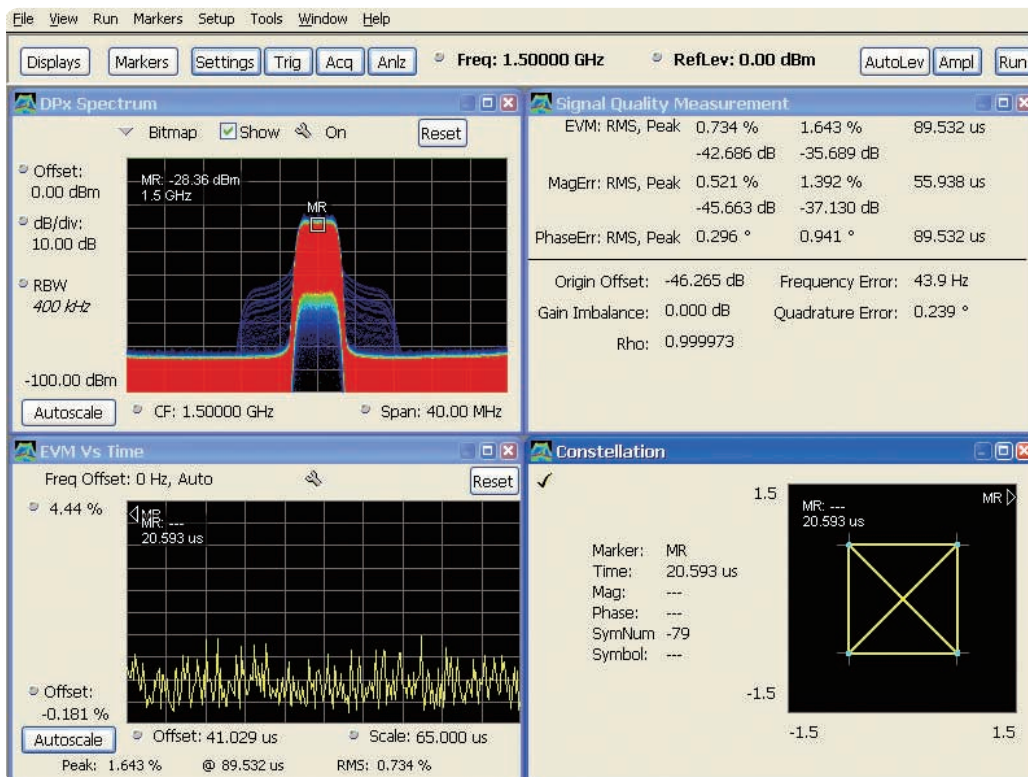 File View Run Markers Setup Tools Window Help
Displays Markers Settings Trig Acq Anlz Freq: 1.50000 GHz RefLev: 0.00 dBm AutoLev Ampl Run
DPx Spectrum
Bitmap Show On Reset
Offset:
0.00 dBm
dB/div:
10.00 dB
RBW
400 kHz
-100.00 dBm
MR: -28.36 dBm
1.5 GHz
MR
Autoscale CF: 1.50000 GHz Span: 40.00 MHz
Signal Quality Measurement
EVM: RMS, Peak 0.734 % 1.643 % 89.532 us
-42.686 dB -35.689 dB
MagErr: RMS, Peak 0.521 % 1.392 % 55.938 us
-45.663 dB -37.130 dB
PhaseErr: RMS, Peak 0.296 ° 0.941 ° 89.532 us
Origin Offset: -46.265 dB Frequency Error: 43.9 Hz
Gain Imbalance: 0.000 dB Quadrature Error: 0.239 °
Rho: 0.999973
EVM Vs Time
Freq Offset: 0 Hz, Auto Reset
4.44 %
MR
MR: ---
20.593 us
Offset:
-0.181 %
Autoscale Offset: 41.029 us Scale: 65.000 us
Peak: 1.643 % @ 89.532 us RMS: 0.734 %
Constellation
1.5
MR: --- MR
20.593 us
Marker: MR
Time: 20.593 us
Mag: ---
Phase: ---
SymNum -79
Symbol: ---
-1.5
-1.5 1.5